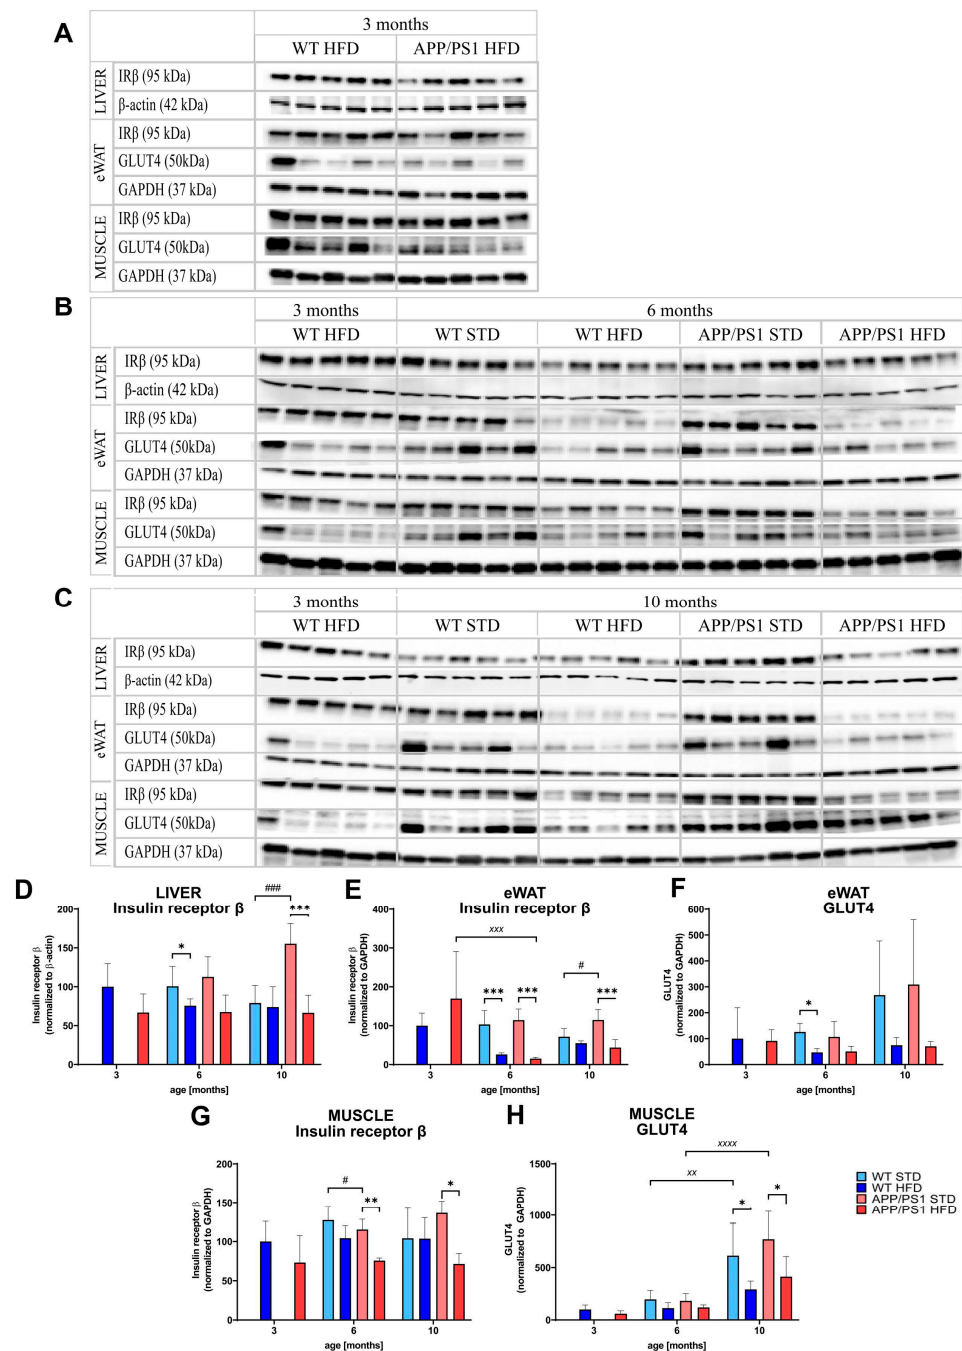 A
3 months
WT HFD
APP/PS1 HFD
LIVER
IRβ (95 kDa)
β-actin (42 kDa)
eWAT
IRβ (95 kDa)
GLUT4 (50kDa)
GAPDH (37 kDa)
MUSCLE
IRβ (95 kDa)
GLUT4 (50kDa)
GAPDH (37 kDa)
B
3 months
6 months
WT HFD
WT STD
WT HFD
APP/PS1 STD
APP/PS1 HFD
LIVER
IRβ (95 kDa)
β-actin (42 kDa)
eWAT
IRβ (95 kDa)
GLUT4 (50kDa)
GAPDH (37 kDa)
MUSCLE
IRβ (95 kDa)
GLUT4 (50kDa)
GAPDH (37 kDa)
C
3 months
10 months
WT HFD
WT STD
WT HFD
APP/PS1 STD
APP/PS1 HFD
LIVER
IRβ (95 kDa)
β-actin (42 kDa)
eWAT
IRβ (95 kDa)
GLUT4 (50kDa)
GAPDH (37 kDa)
MUSCLE
IRβ (95 kDa)
GLUT4 (50kDa)
GAPDH (37 kDa)
D
LIVER
Insulin receptor β
Insulin receptor β
(normalized to β-actin)
200
150
100
50
0
*
###
***
3
6
10
age [months]
E
eWAT
Insulin receptor β
Insulin receptor β
(normalized to GAPDH)
400
300
200
100
0
xxx
***
***
#
***
3
6
10
age [months]
F
eWAT
GLUT4
GLUT4
(normalized to GAPDH)
600
500
400
300
200
100
0
*
3
6
10
age [months]
G
MUSCLE
Insulin receptor β
Insulin receptor β
(normalized to GAPDH)
200
150
100
50
0
#
**
*
3
6
10
age [months]
H
MUSCLE
GLUT4
GLUT4
(normalized to GAPDH)
1500
1000
500
0
xxxx
xx
*
*
3
6
10
age [months]
WT STD
WT HFD
APP/PS1 STD
APP/PS1 HFD